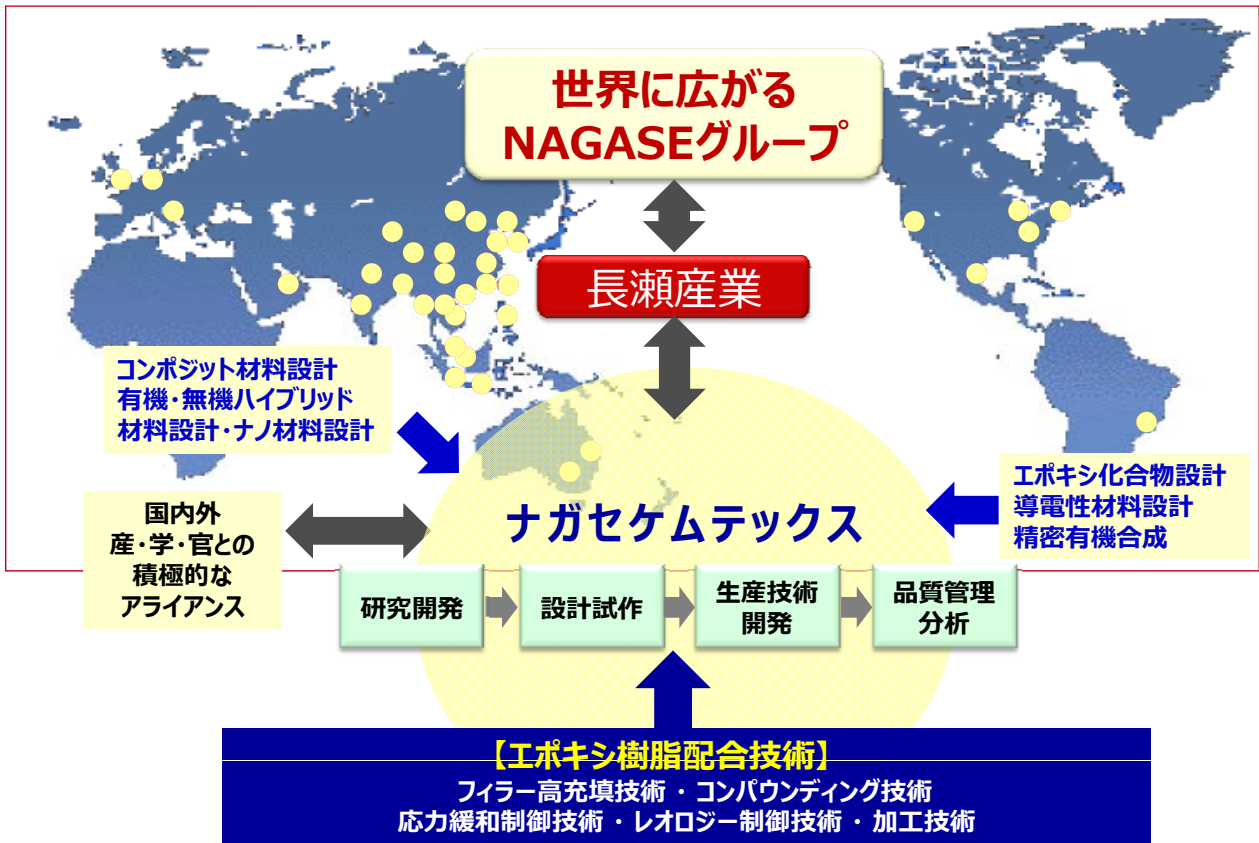 世界に広がる
NAGASEグループ
長瀬産業
コンポジット材料設計
有機・無機ハイブリッド
材料設計・ナノ材料設計
エポキシ化合物設計
導電性材料設計
精密有機合成
国内外
産・学・官との
積極的な
アライアンス
ナガセケムテックス
研究開発
設計試作
生産技術
開発
品質管理
分析
【エポキシ樹脂配合技術】
フィラー高充填技術 ・ コンパウンディング技術
応力緩和制御技術 ・ レオロジー制御技術 ・ 加工技術